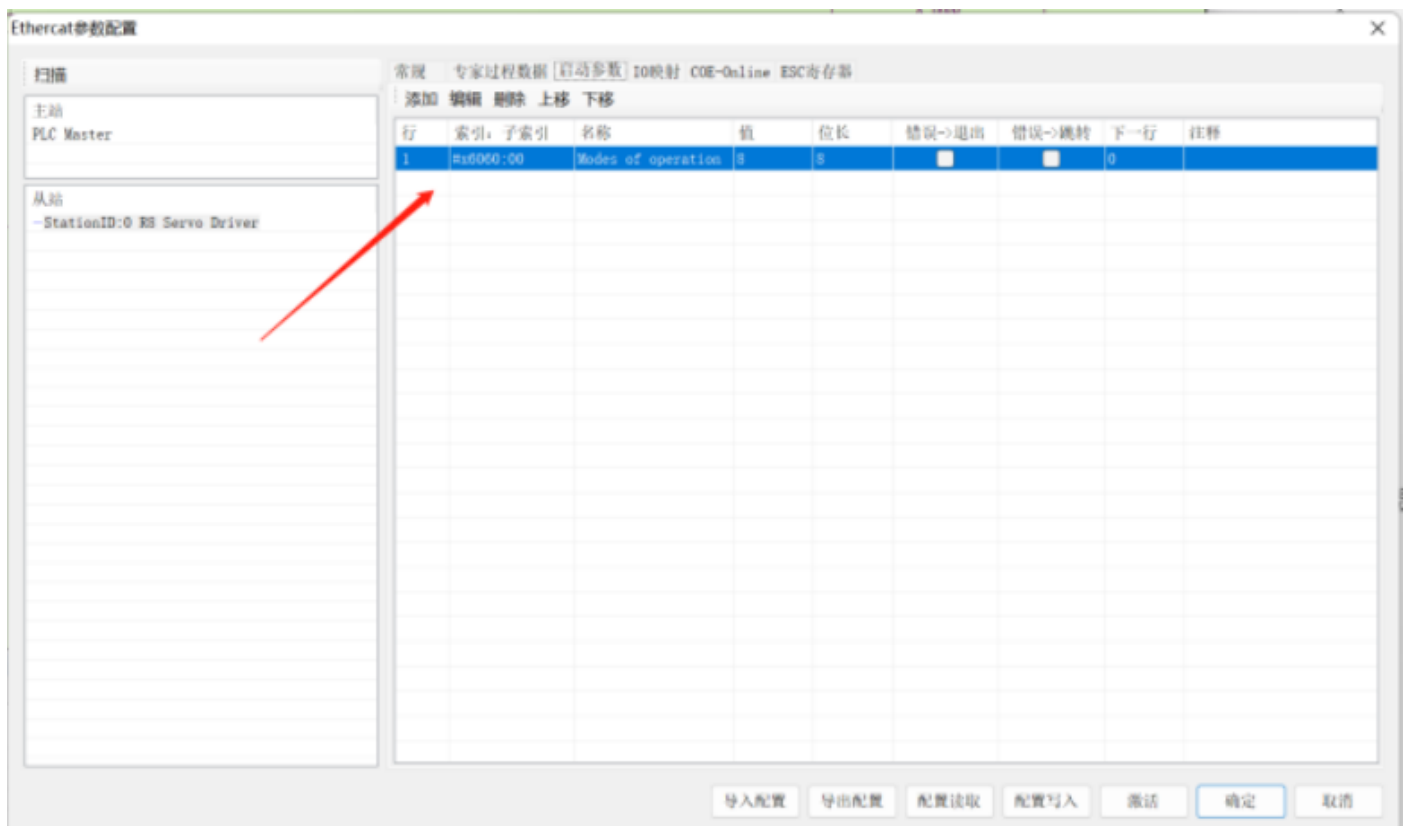 Ethercat参数配置
扫描
主站
PLC Master
从站
StationID:0 R8 Servo Driver
常规 专家过程数据 启动参数 IO映射 COE-Online ESC寄存器
添加 编辑 删除 上移 下移
行 索引：子索引 名称 值 位长 错误->退出 错误->跳转 下一行 注释
1 #x6060:00 Modes of operation 8 8 0
导入配置 导出配置 配置读取 配置写入 激活 确定 取消